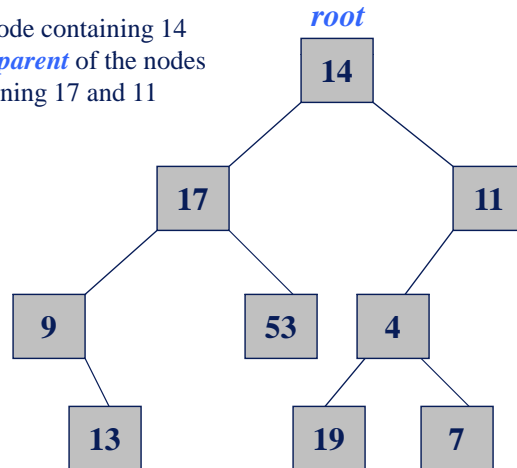 ode containing 14
parent of the nodes
ning 17 and 11
root
14
17
11
9
53
4
13
19
7